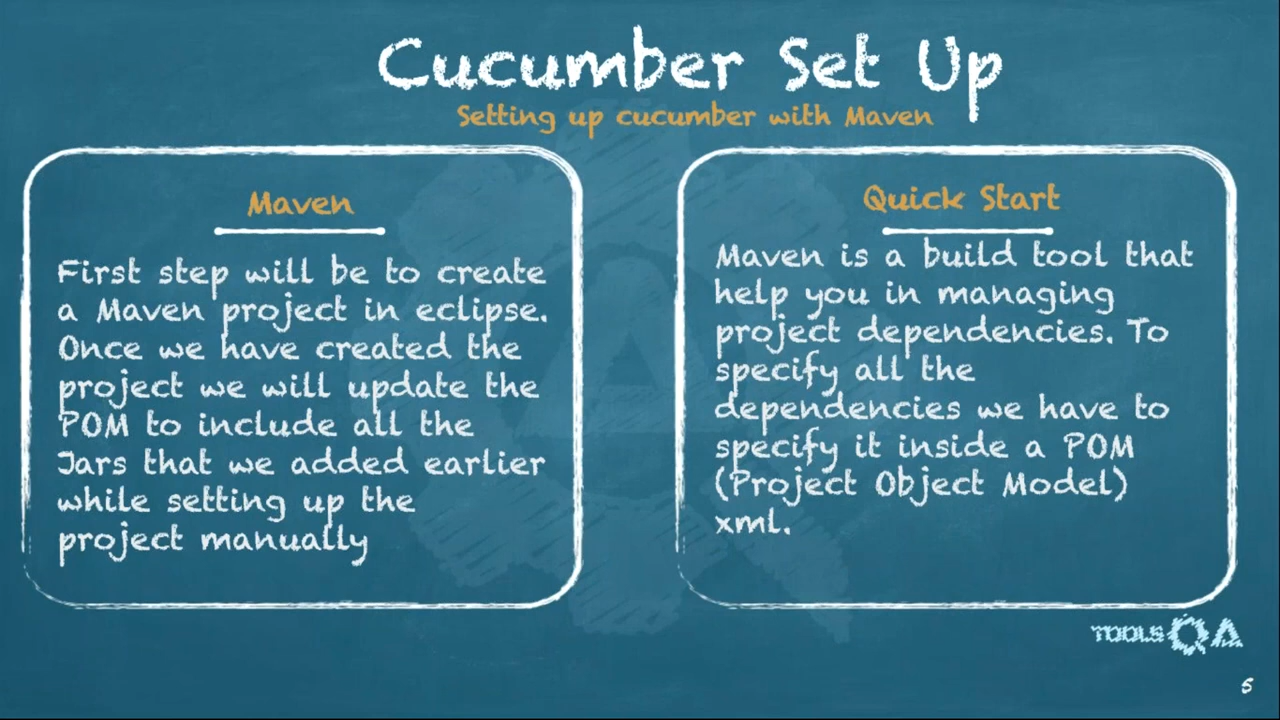 Cucumber Set Up
Setting up cucumber with Maven
Maven
First step will be to create
a Maven project in eclipse.
Once we have created the
project we will update the
POM to include all the
Jars that we added earlier
while setting up the
project manually
Quick Start
Maven is a build tool that
help you in managing
project dependencies. To
specify all the
dependencies we have to
specify it inside a POM
(Project Object Model)
xml.
TOOLS QA
5